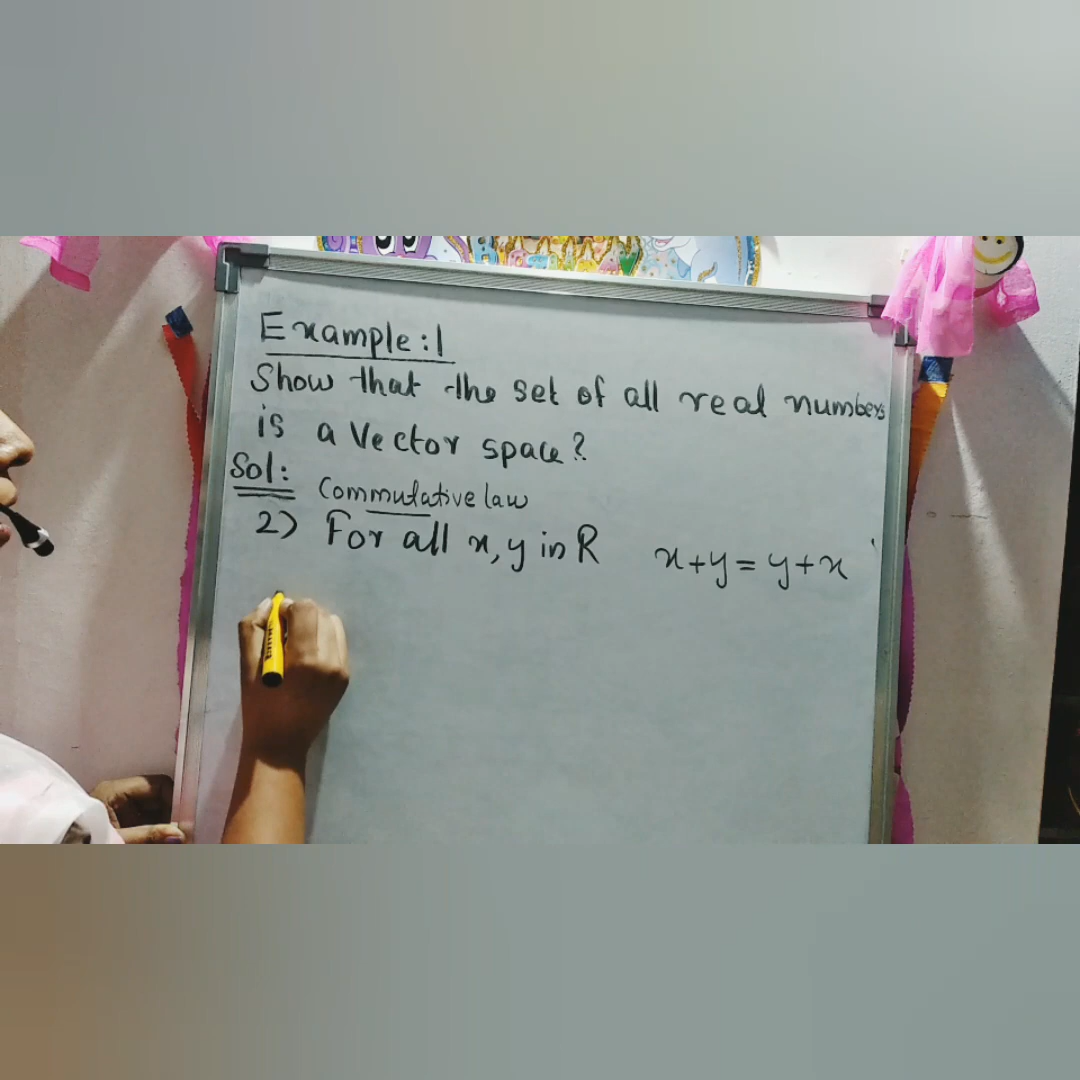 Example:1
Show that the set of all real numbers
is a Vector space?
Sol:
Commutative law
2) For all x, y in R x+y = y+x